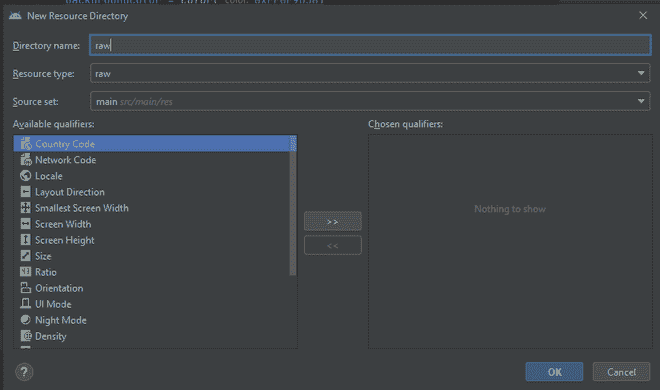 New Resource Directory
Directory name: raw
Resource type: raw
Source set: main src/main/res
Available qualifiers: Chosen qualifiers:
Country Code
Network Code
Locale
Layout Direction
Smallest Screen Width
Screen Width
Nothing to show
Screen Height
>>
<<
Size
Ratio
Orientation
UI Mode
Night Mode
Density
?
OK Cancel